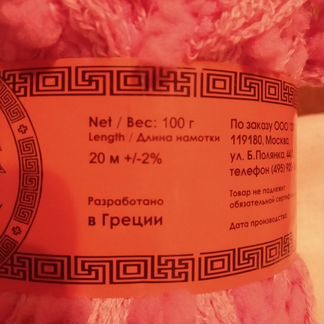 Net / Вес: 100 г
Length / Длина намотки
20 м +/-2%
Разработано
в Греции
По заказу ООО
119180, Москва,
ул. Б.Полянка,
телефон (495)
Товар не подлежит
обязательной
Дата производства